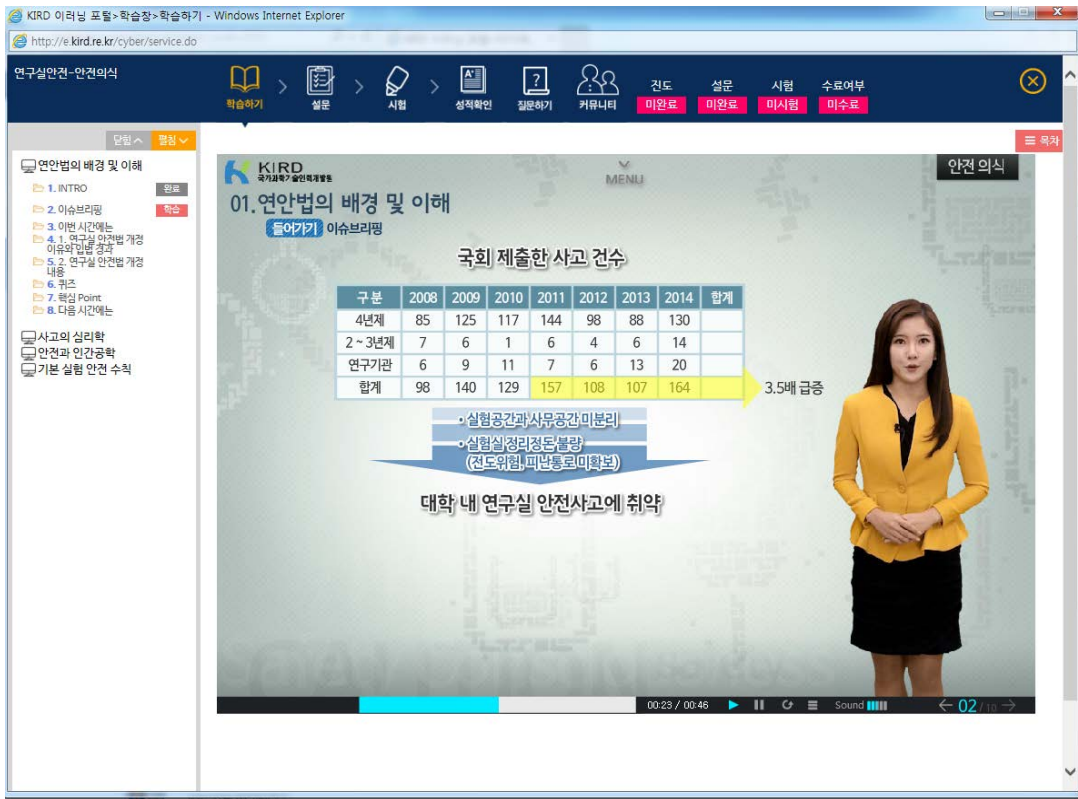 KIRD 이러닝 포털>학습창>학습하기 - Windows Internet Explorer
http://e.kird.re.kr/cyber/service.do
연구실안전-안전의식
학습하기 > 설문 > 시험 > 성적확인 질문하기 커뮤니티
진도 설문 시험 수료여부
미완료 미완료 미시험 미수료
닫힘 펼침
목차
연안법의 배경 및 이해
1. INTRO 완료
2. 이슈브리핑 학습
3. 이번 시간에는
4. 1. 연구실 안전법 개정
이유와 입법 경과
5. 2. 연구실 안전법 개정
내용
6. 퀴즈
7. 핵심 Point
8. 다음 시간에는
사고의 심리학
안전과 인간공학
기본 실험 안전 수칙
KIRD
국가과학기술인력개발원
MENU
안전 의식
01. 연안법의 배경 및 이해
들어가기 이슈브리핑
국회 제출한 사고 건수
구 분 2008 2009 2010 2011 2012 2013 2014 합계
4년제 85 125 117 144 98 88 130
2 ~ 3년제 7 6 1 6 4 6 14
연구기관 6 9 11 7 6 13 20
합계 98 140 129 157 108 107 164
3.5배 급증
• 실험공간과 사무공간 미분리
• 실험실 정리정돈 불량
(전도위험, 피난통로 미확보)
대학 내 연구실 안전사고에 취약
00:23 / 00:46 Sound 02 / 10